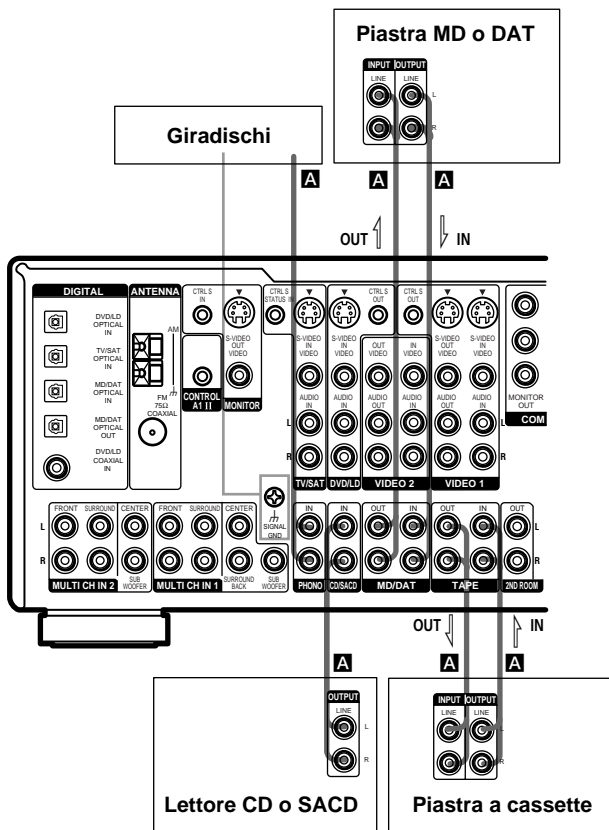 Piastra MD o DAT
INPUT OUTPUT
LINE LINE
L
R
Giradischi
A A A
OUT IN
DIGITAL
DVD/LD OPTICAL IN
TV/SAT OPTICAL IN
MD/DAT OPTICAL IN
MD/DAT OPTICAL OUT
DVD/LD COAXIAL IN
ANTENNA
AM
FM 75Ω COAXIAL
CTRL S IN
CONTROL A1 II
S-VIDEO OUT
VIDEO
MONITOR
CTRL S STATUS IN
S-VIDEO IN
VIDEO
AUDIO IN
TV/SAT
S-VIDEO IN
VIDEO
AUDIO IN
DVD/LD
CTRL S OUT
OUT VIDEO
AUDIO OUT
CTRL S OUT
IN VIDEO
AUDIO IN
VIDEO 2
S-VIDEO OUT
VIDEO
AUDIO OUT
S-VIDEO IN
VIDEO
AUDIO IN
VIDEO 1
L L
R R
MONITOR OUT
COM
SIGNAL GND
FRONT SURROUND CENTER FRONT SURROUND CENTER IN IN OUT IN OUT IN OUT
L L
R R
MULTI CH IN 2 SUB WOOFER MULTI CH IN 1 SURROUND BACK SUB WOOFER PHONO CD/SACD MD/DAT TAPE 2ND ROOM
OUT IN
A A A
OUTPUT
LINE
L
R
Lettore CD o SACD
INPUT OUTPUT
LINE LINE
L
R
Piastra a cassette